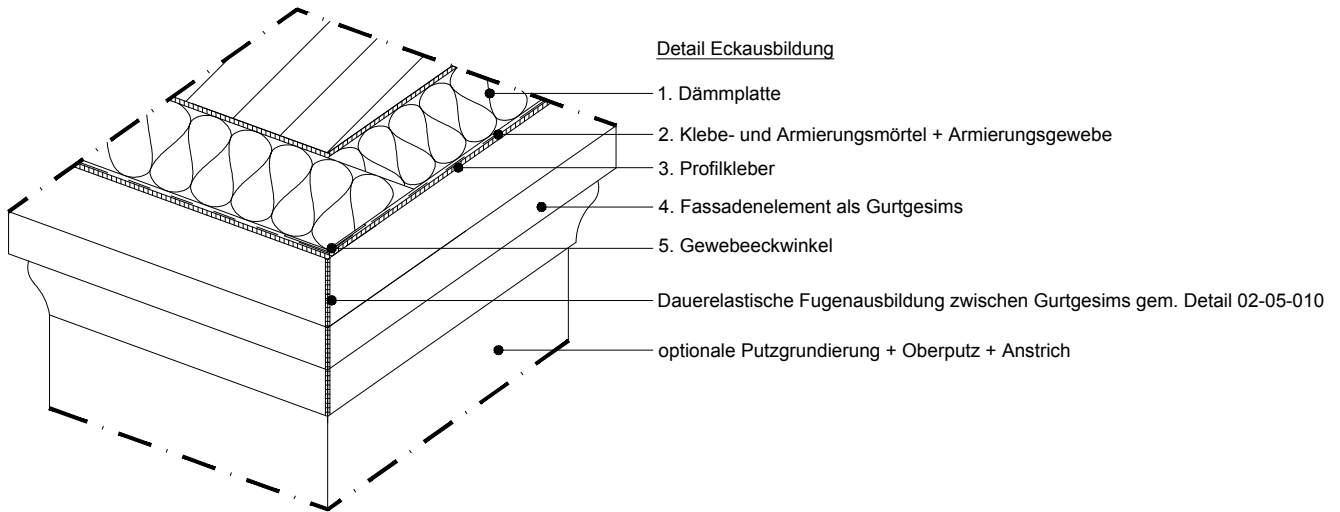 Detail Eckausbildung
1. Dämmplatte
2. Klebe- und Armierungsmörtel + Armierungsgewebe
3. Profilkleber
4. Fassadenelement als Gurtgesims
5. Gewebeeckwinkel
Dauerelastische Fugenausbildung zwischen Gurtgesims gem. Detail 02-05-010
optionale Putzgrundierung + Oberputz + Anstrich